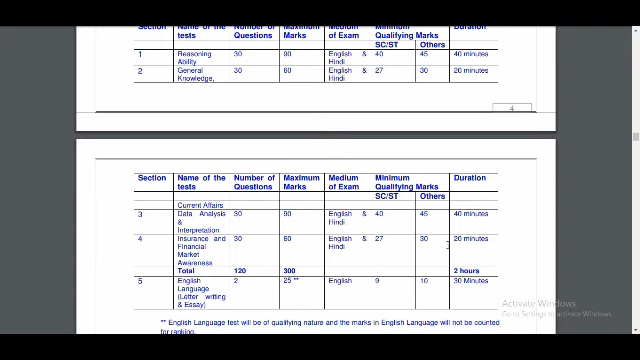 Section Name of the Number of Maximum Medium Minimum Duration
tests Questions Marks of Exam Qualifying Marks
SC/ST Others
1 Reasoning 30 90 English & 40 45 40 minutes
Ability Hindi
2 General 30 60 English & 27 30 20 minutes
Knowledge, Hindi
4
Section Name of the Number of Maximum Medium Minimum Duration
tests Questions Marks of Exam Qualifying Marks
SC/ST Others
Current Affairs
3 Data Analysis 30 90 English & 40 45 40 minutes
& Hindi
Interpretation
4 Insurance and 30 60 English & 27 30 20 minutes
Financial Hindi
Market
Awareness
Total 120 300 2 hours
5 English 2 25 ** English 9 10 30 Minutes
Language
(Letter writing
& Essay)
** English Language test will be of qualifying nature and the marks in English Language will not be counted
for ranking.
Activate Windows
Go to Settings to activate Windows.